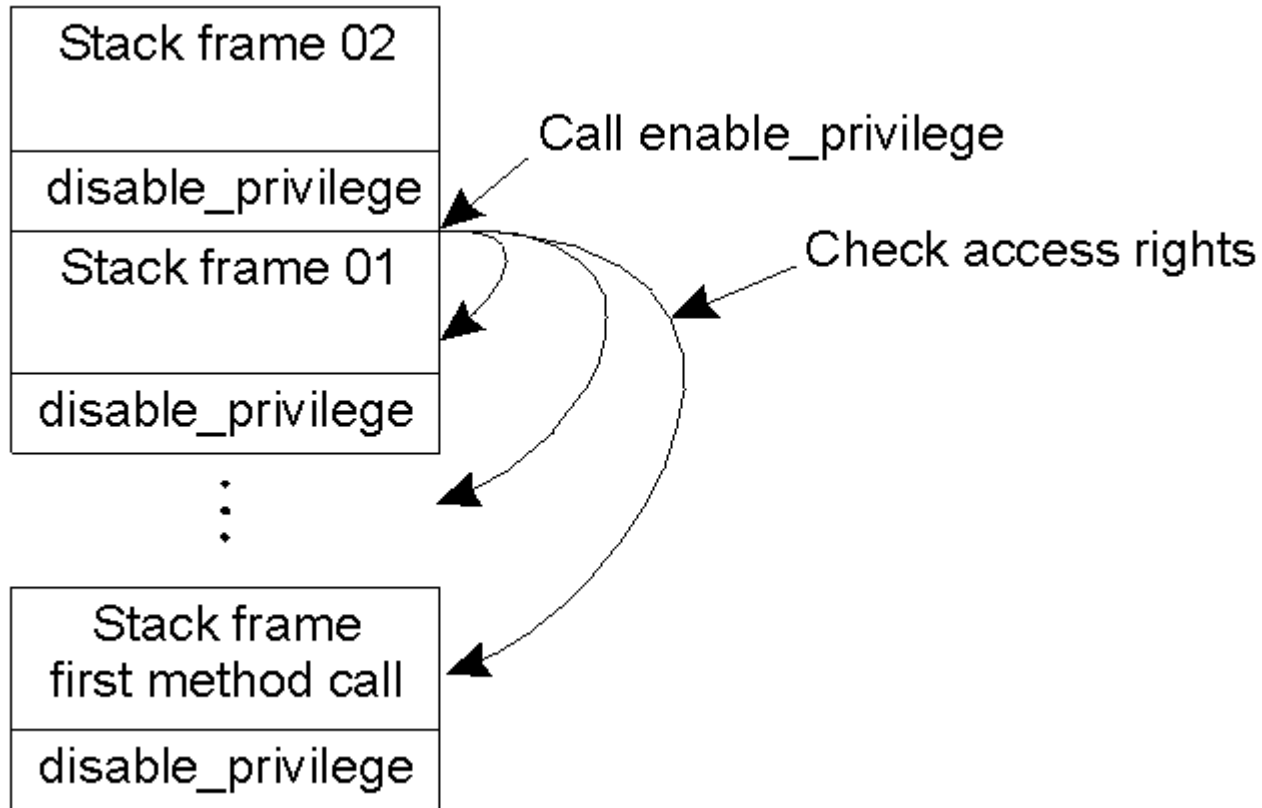 Stack frame 02
Call enable_privilege
disable_privilege
Stack frame 01
Check access rights
disable_privilege
Stack frame
first method call
disable_privilege